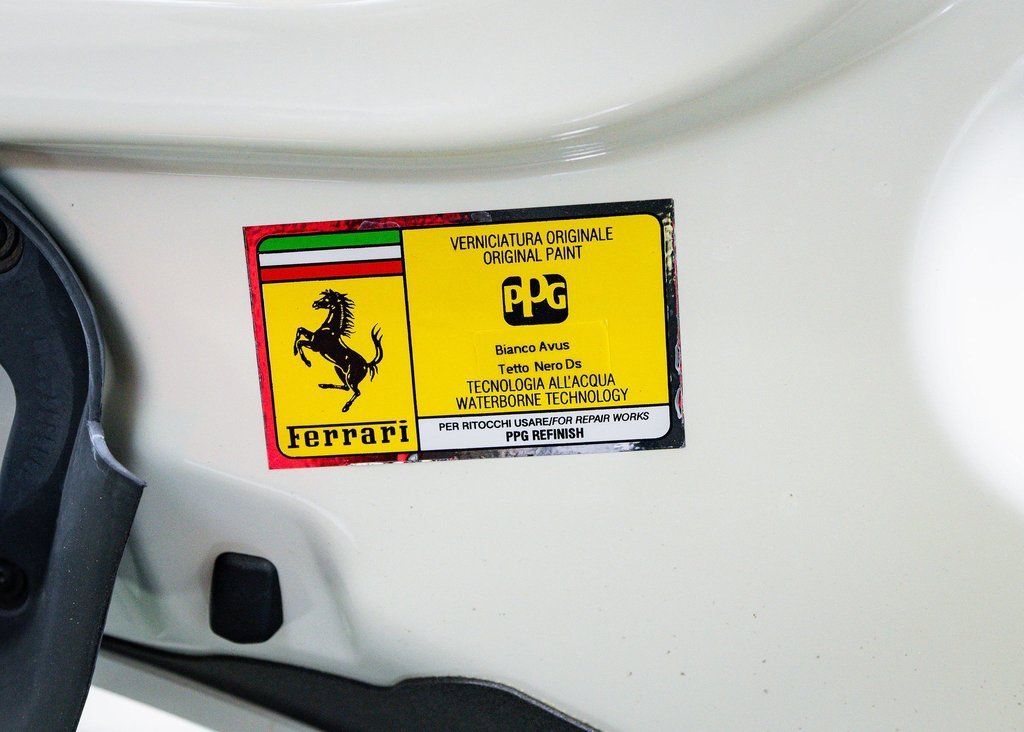 VERNICIATURA ORIGINALE
ORIGINAL PAINT
PPG
Bianco Avus
Tetto Nero Ds
TECNOLOGIA ALL'ACQUA
WATERBORNE TECHNOLOGY
PER RITOCCHI USARE/FOR REPAIR WORKS
PPG REFINISH
Ferrari